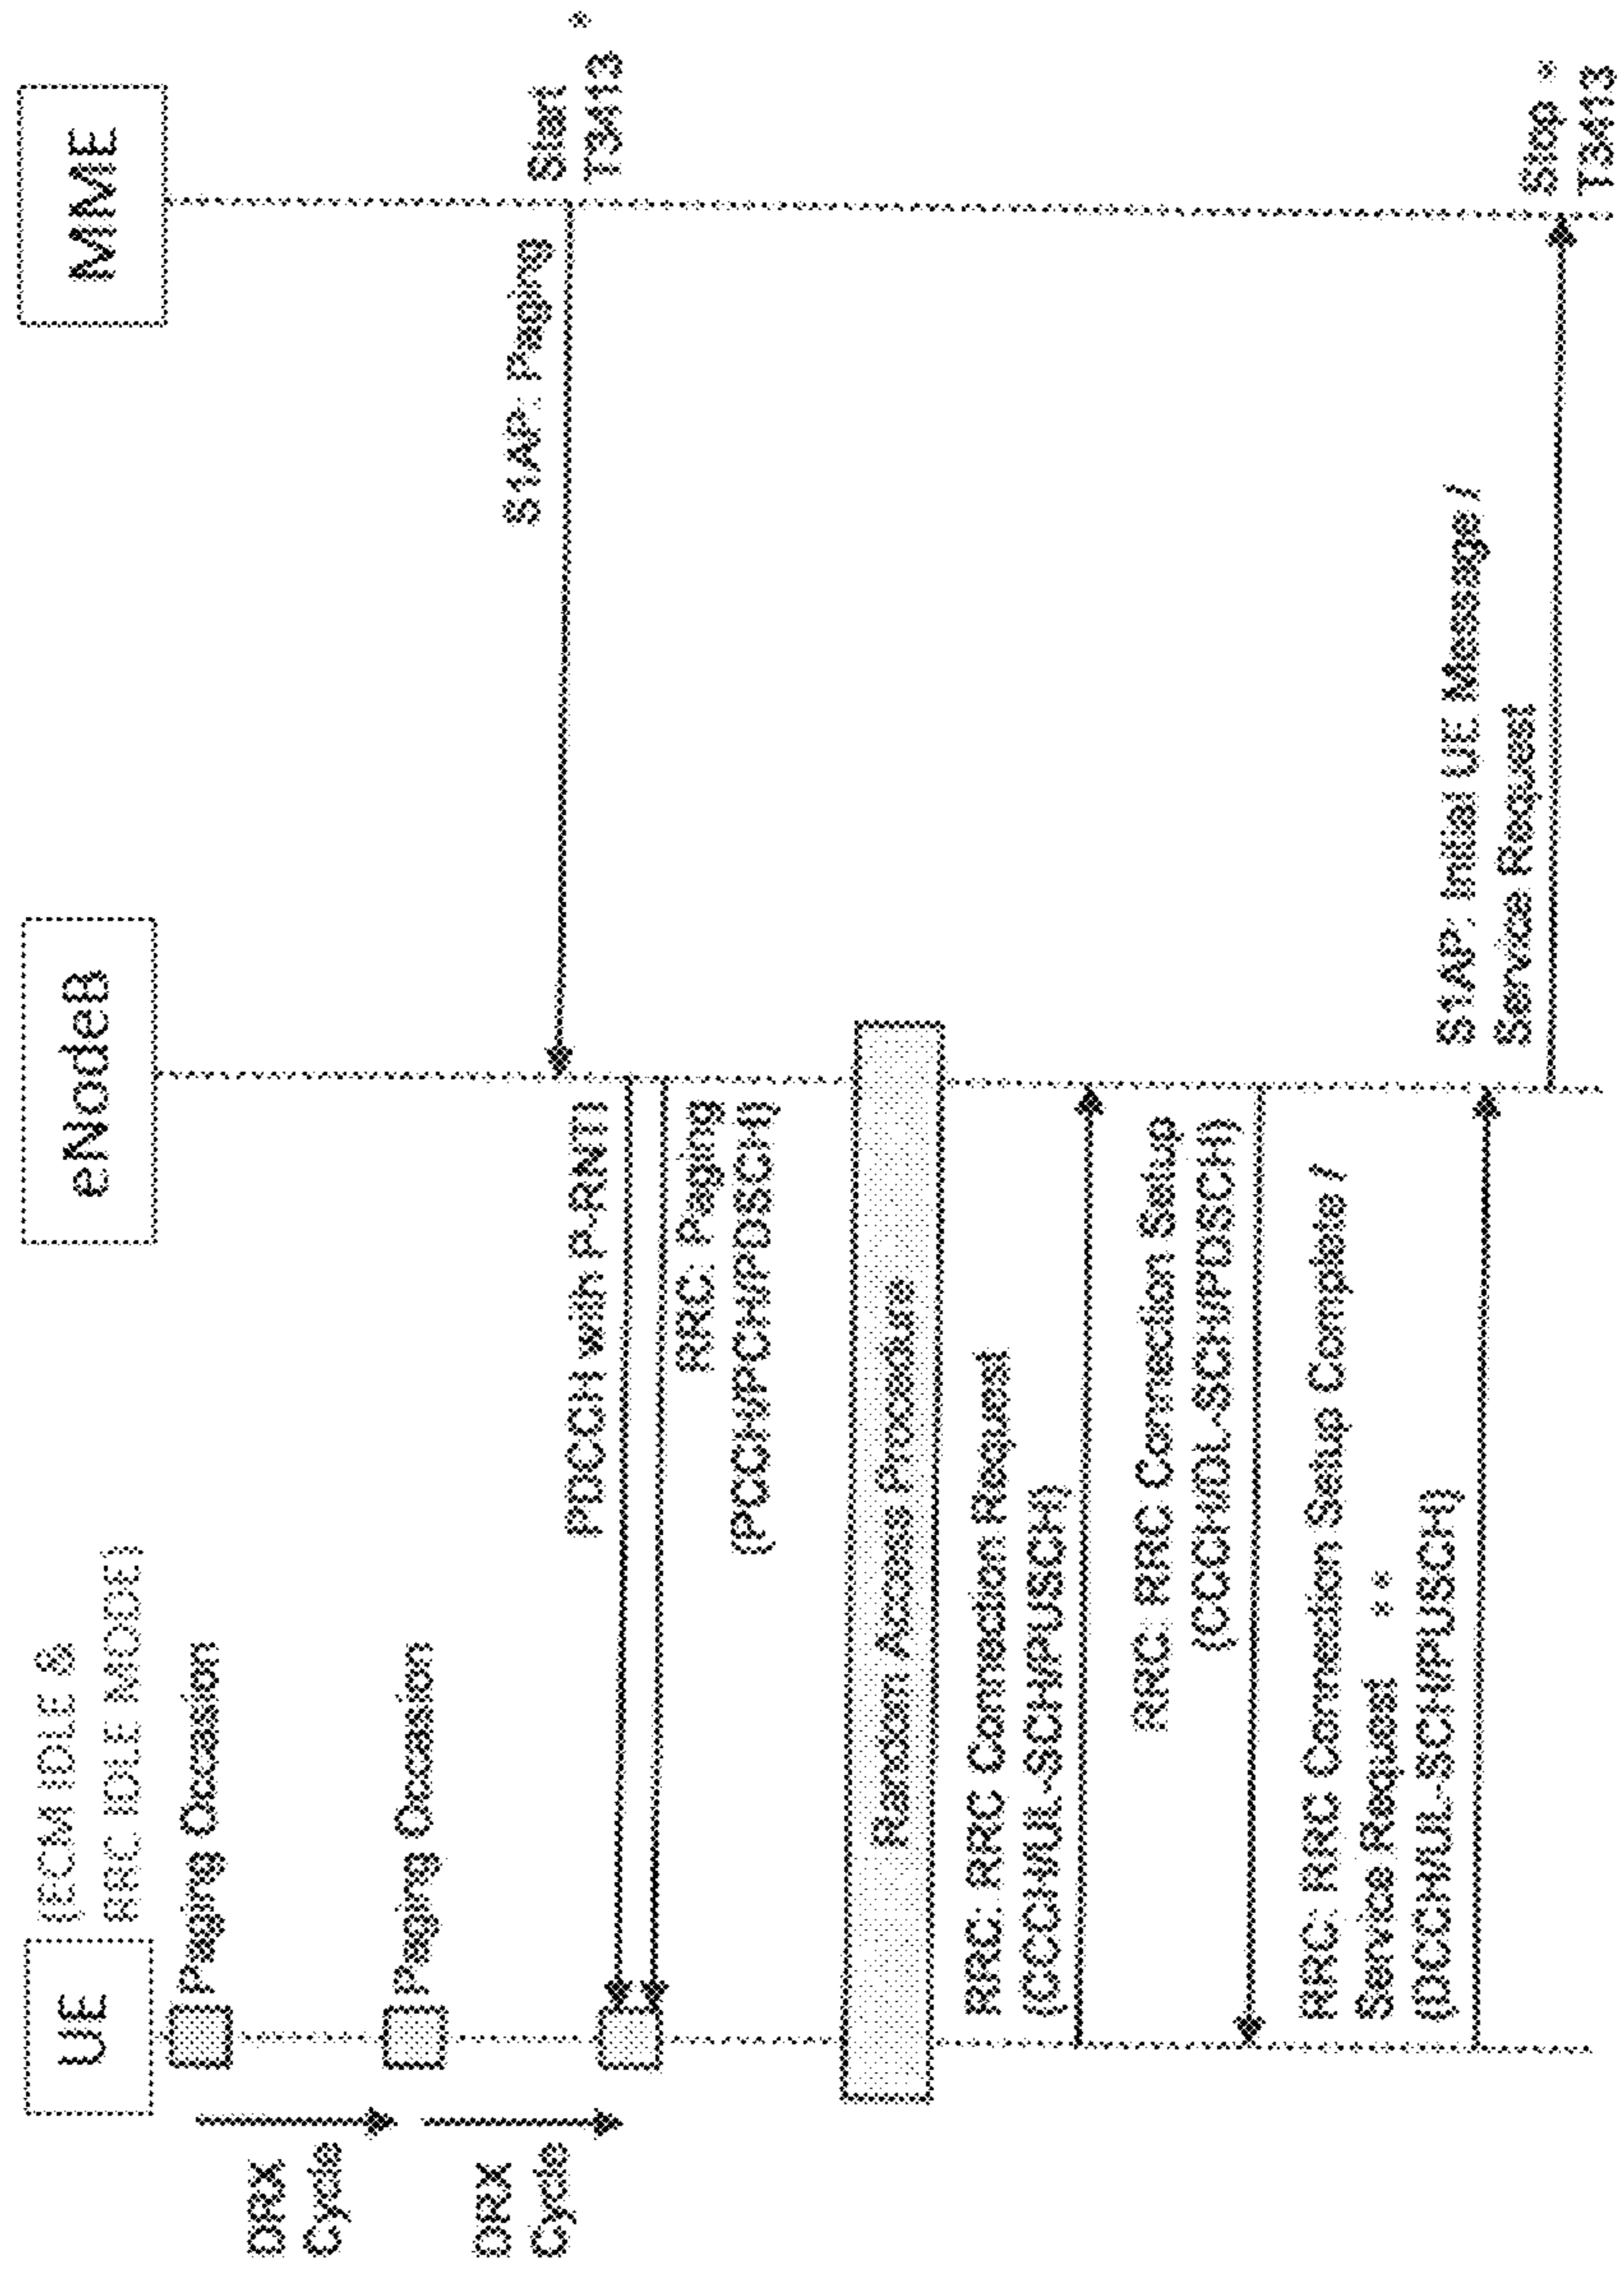 UE
(ECM IDLE &
RRC IDLE MODE)
eNodeB
MME
Paging Occasion
DRX
Cycle
Paging Occasion
DRX
Cycle
S1AP: Paging
Start *
T3413
PDCCH with P-RNTI
RRC: Paging
(PCCH/PCH/PDSCH)
Random Access Procedure
RRC: RRC Connection Request
(CCCH/UL-SCH/PUSCH)
RRC: RRC Connection Setup
(CCCH/DL-SCH/PDSCH)
RRC: RRC Connection Setup Complete /
Service Request **
(DCCH/UL-SCH/PUSCH)
S1AP: Initial UE Message /
Service Request
Stop *
T3413